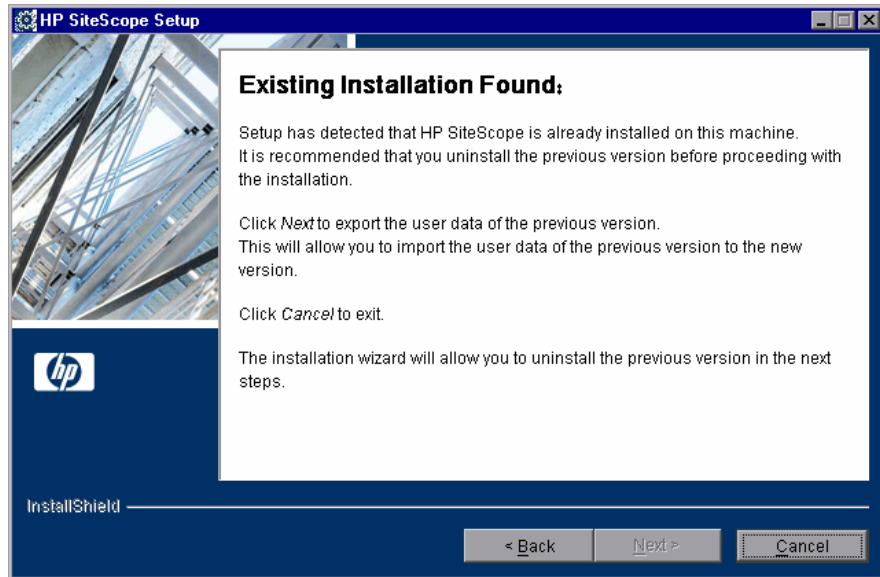 HP SiteScope Setup
Existing Installation Found:
Setup has detected that HP SiteScope is already installed on this machine.
It is recommended that you uninstall the previous version before proceeding with
the installation.
Click Next to export the user data of the previous version.
This will allow you to import the user data of the previous version to the new
version.
Click Cancel to exit.
The installation wizard will allow you to uninstall the previous version in the next
steps.
hp
InstallShield
< Back
Next >
Cancel